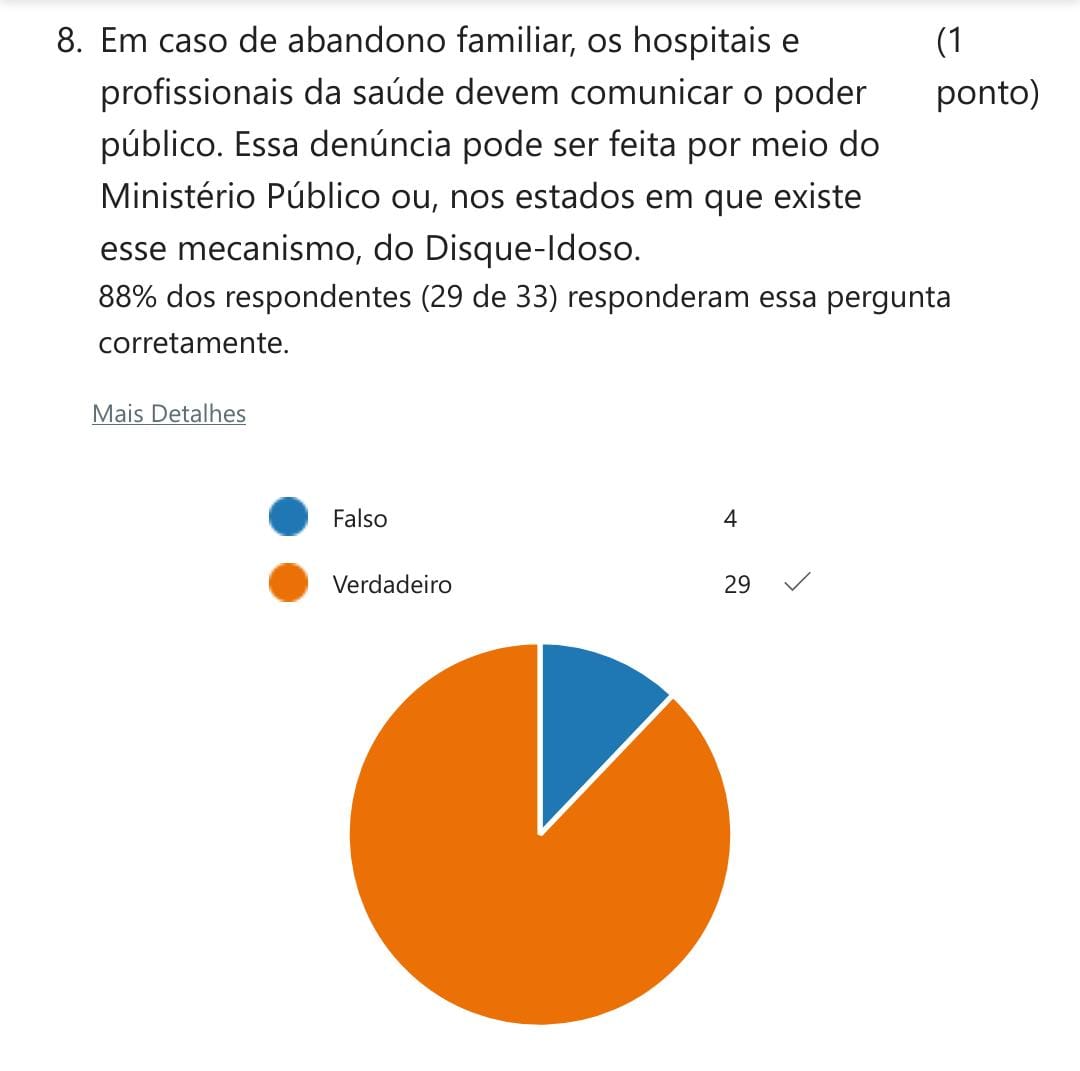 8. Em caso de abandono familiar, os hospitais e (1
profissionais da saúde devem comunicar o poder ponto)
público. Essa denúncia pode ser feita por meio do
Ministério Público ou, nos estados em que existe
esse mecanismo, do Disque-Idoso.
88% dos respondentes (29 de 33) responderam essa pergunta
corretamente.
Mais Detalhes
Falso 4
Verdadeiro 29